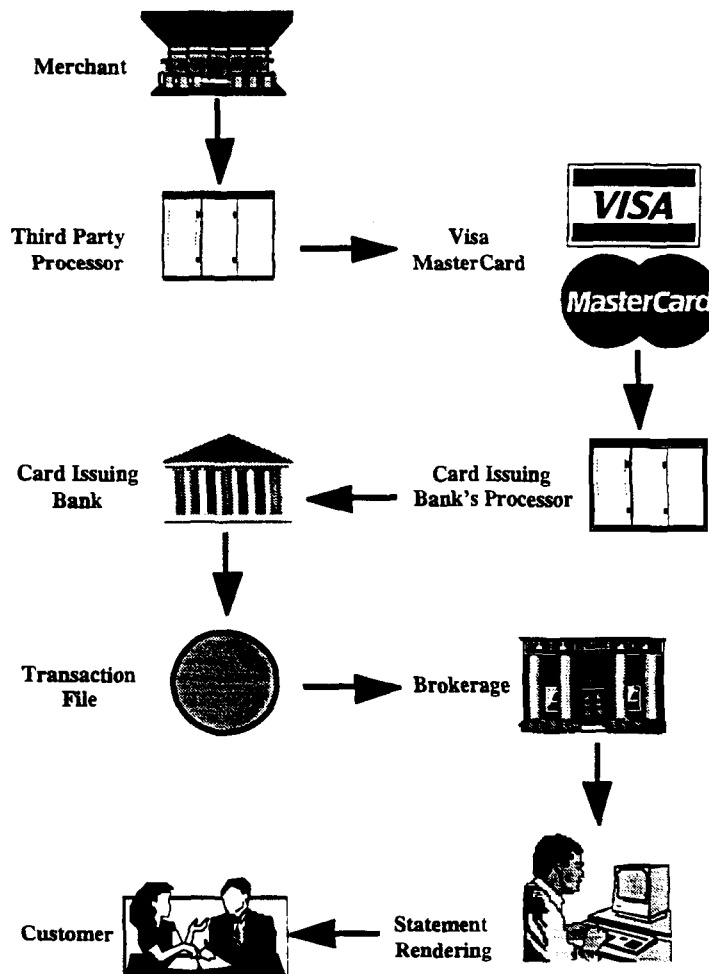 Merchant
Third Party
Processor
Visa
MasterCard
VISA
MasterCard
Card Issuing
Bank
Card Issuing
Bank's Processor
Transaction
File
Brokerage
Customer
Statement
Rendering